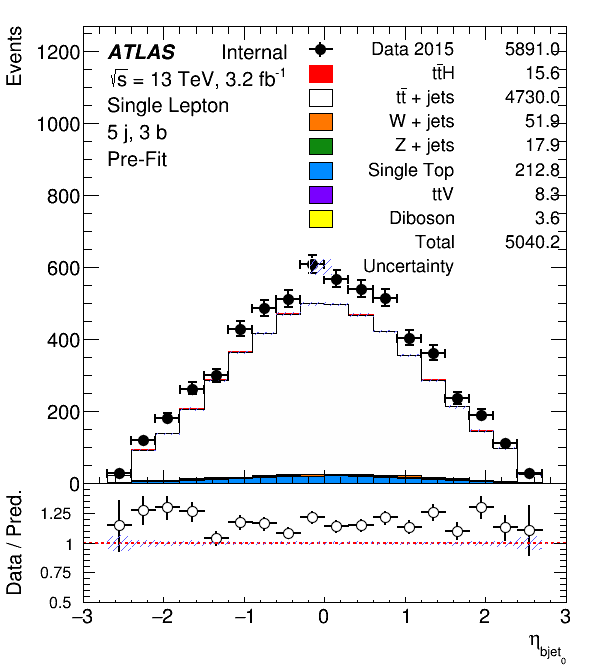 Events
1200
1000
800
600
400
200
0
ATLAS Internal
√s = 13 TeV, 3.2 fb-1
Single Lepton
5 j, 3 b
Pre-Fit
Data 2015 5891.0
tt̄H 15.6
tt̄ + jets 4730.0
W + jets 51.9
Z + jets 17.9
Single Top 212.8
ttV 8.3
Diboson 3.6
Total 5040.2
Uncertainty
Data / Pred.
1.25
1
0.75
0.5
−3 −2 −1 0 1 2 3
ηbjet0